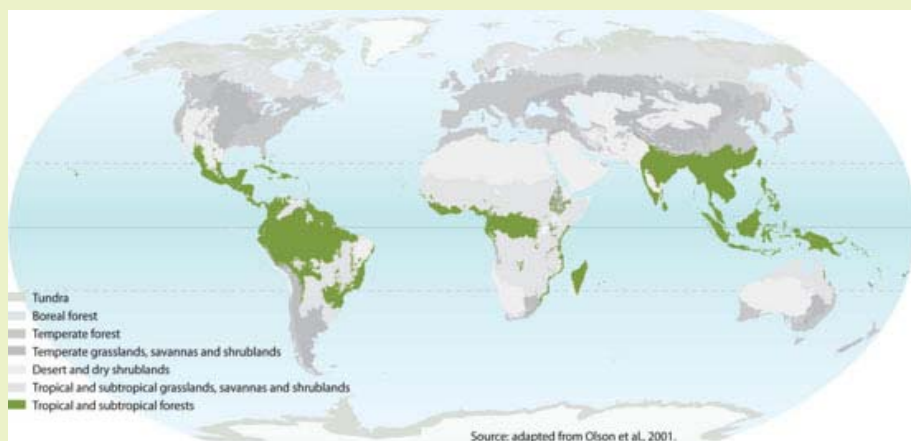 Tundra
Boreal forest
Temperate forest
Temperate grasslands, savannas and shrublands
Desert and dry shrublands
Tropical and subtropical grasslands, savannas and shrublands
Tropical and subtropical forests
Source: adapted from Olson et al., 2001.